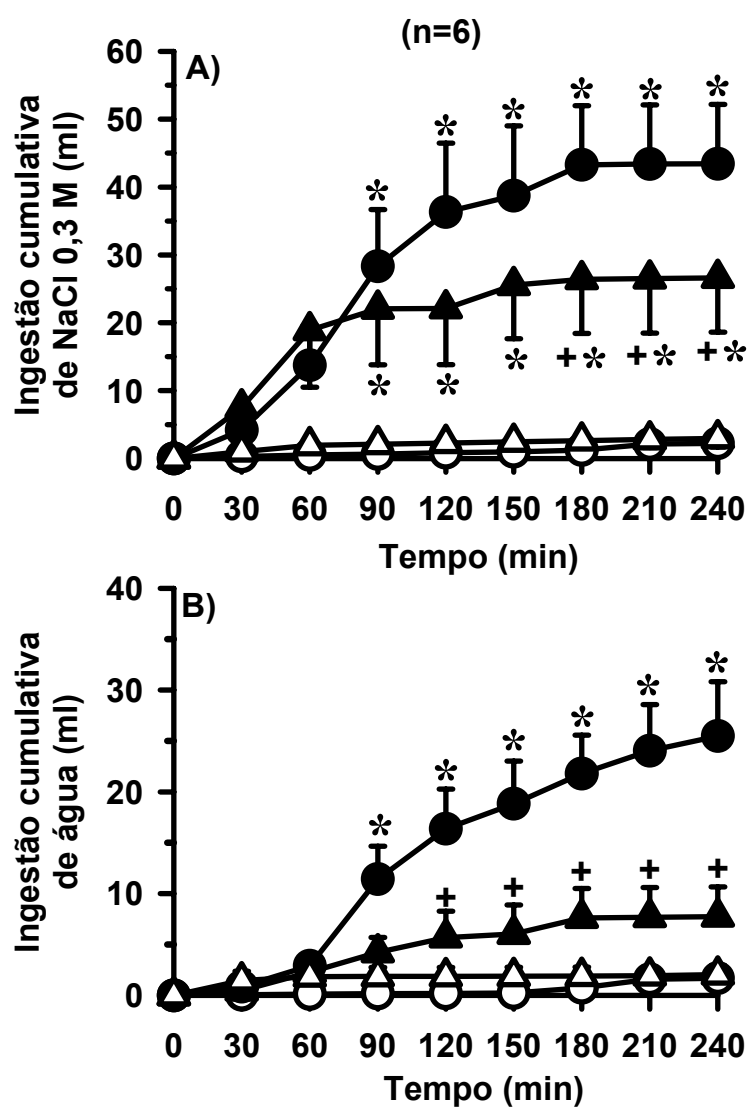 (n=6)
A)
60
50
40
30
20
10
0
Ingestão cumulativa
de NaCl 0,3 M (ml)
* * * * * * 
* * * +* +* +*
0 30 60 90 120 150 180 210 240
Tempo (min)
B)
40
30
20
10
0
Ingestão cumulativa
de água (ml)
* * * * * *
+ + + + +
0 30 60 90 120 150 180 210 240
Tempo (min)